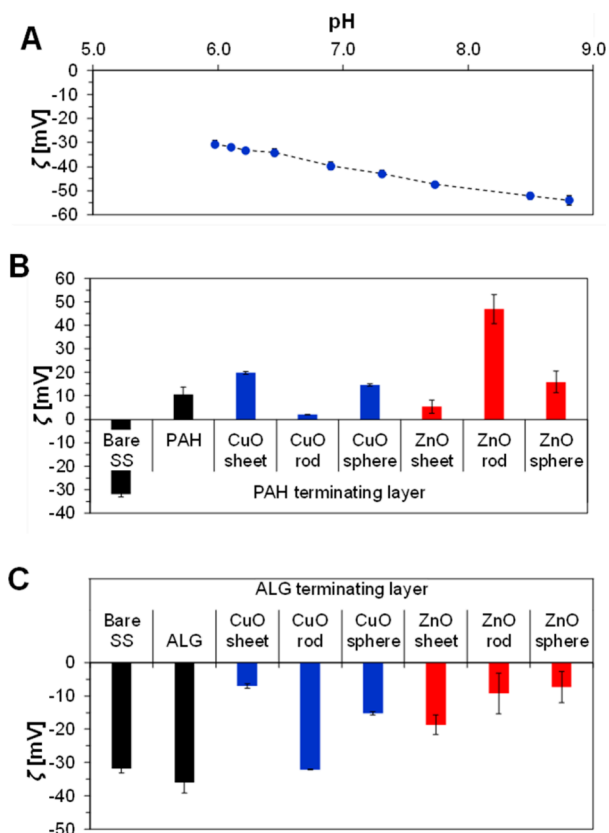 A
pH
5.0 6.0 7.0 8.0 9.0
0
-10
-20
-30
-40
-50
-60
ζ [mV]
B
60
50
40
30
20
10
0
-10
-20
-30
-40
ζ [mV]
Bare SS
PAH
CuO sheet
CuO rod
CuO sphere
ZnO sheet
ZnO rod
ZnO sphere
PAH terminating layer
C
ALG terminating layer
Bare SS
ALG
CuO sheet
CuO rod
CuO sphere
ZnO sheet
ZnO rod
ZnO sphere
0
-10
-20
-30
-40
-50
ζ [mV]